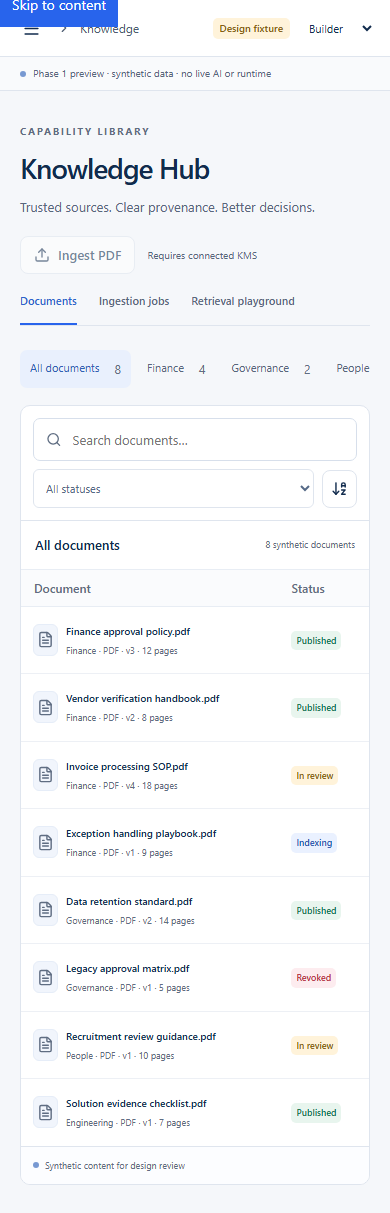 Skip to content
Knowledge
Design fixture
Builder
Phase 1 preview · synthetic data · no live AI or runtime
CAPABILITY LIBRARY
Knowledge Hub
Trusted sources. Clear provenance. Better decisions.
Ingest PDF
Requires connected KMS
Documents Ingestion jobs Retrieval playground
All documents 8 Finance 4 Governance 2 People
Search documents...
All statuses
All documents
8 synthetic documents
Document Status
Finance approval policy.pdf
Finance · PDF · v3 · 12 pages
Published
Vendor verification handbook.pdf
Finance · PDF · v2 · 8 pages
Published
Invoice processing SOP.pdf
Finance · PDF · v4 · 18 pages
In review
Exception handling playbook.pdf
Finance · PDF · v1 · 9 pages
Indexing
Data retention standard.pdf
Governance · PDF · v2 · 14 pages
Published
Legacy approval matrix.pdf
Governance · PDF · v1 · 5 pages
Revoked
Recruitment review guidance.pdf
People · PDF · v1 · 10 pages
In review
Solution evidence checklist.pdf
Engineering · PDF · v1 · 7 pages
Published
Synthetic content for design review